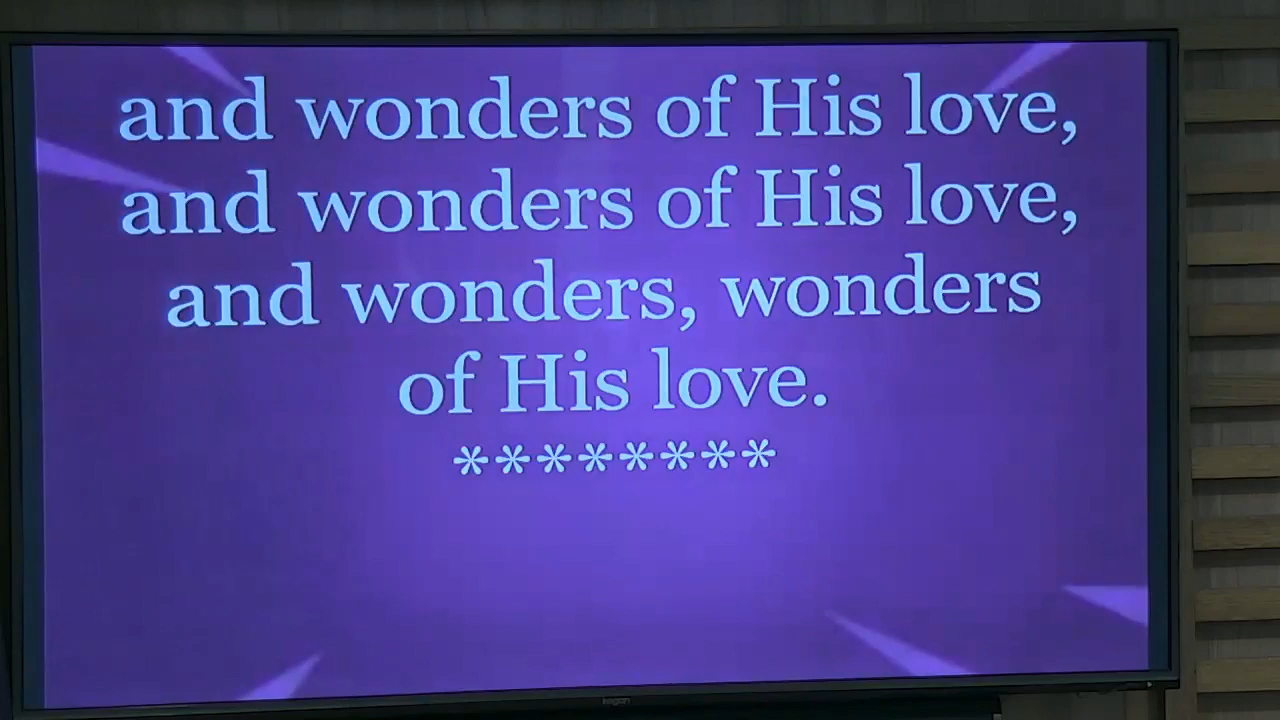 and wonders of His love,
and wonders of His love,
and wonders, wonders
of His love.
********